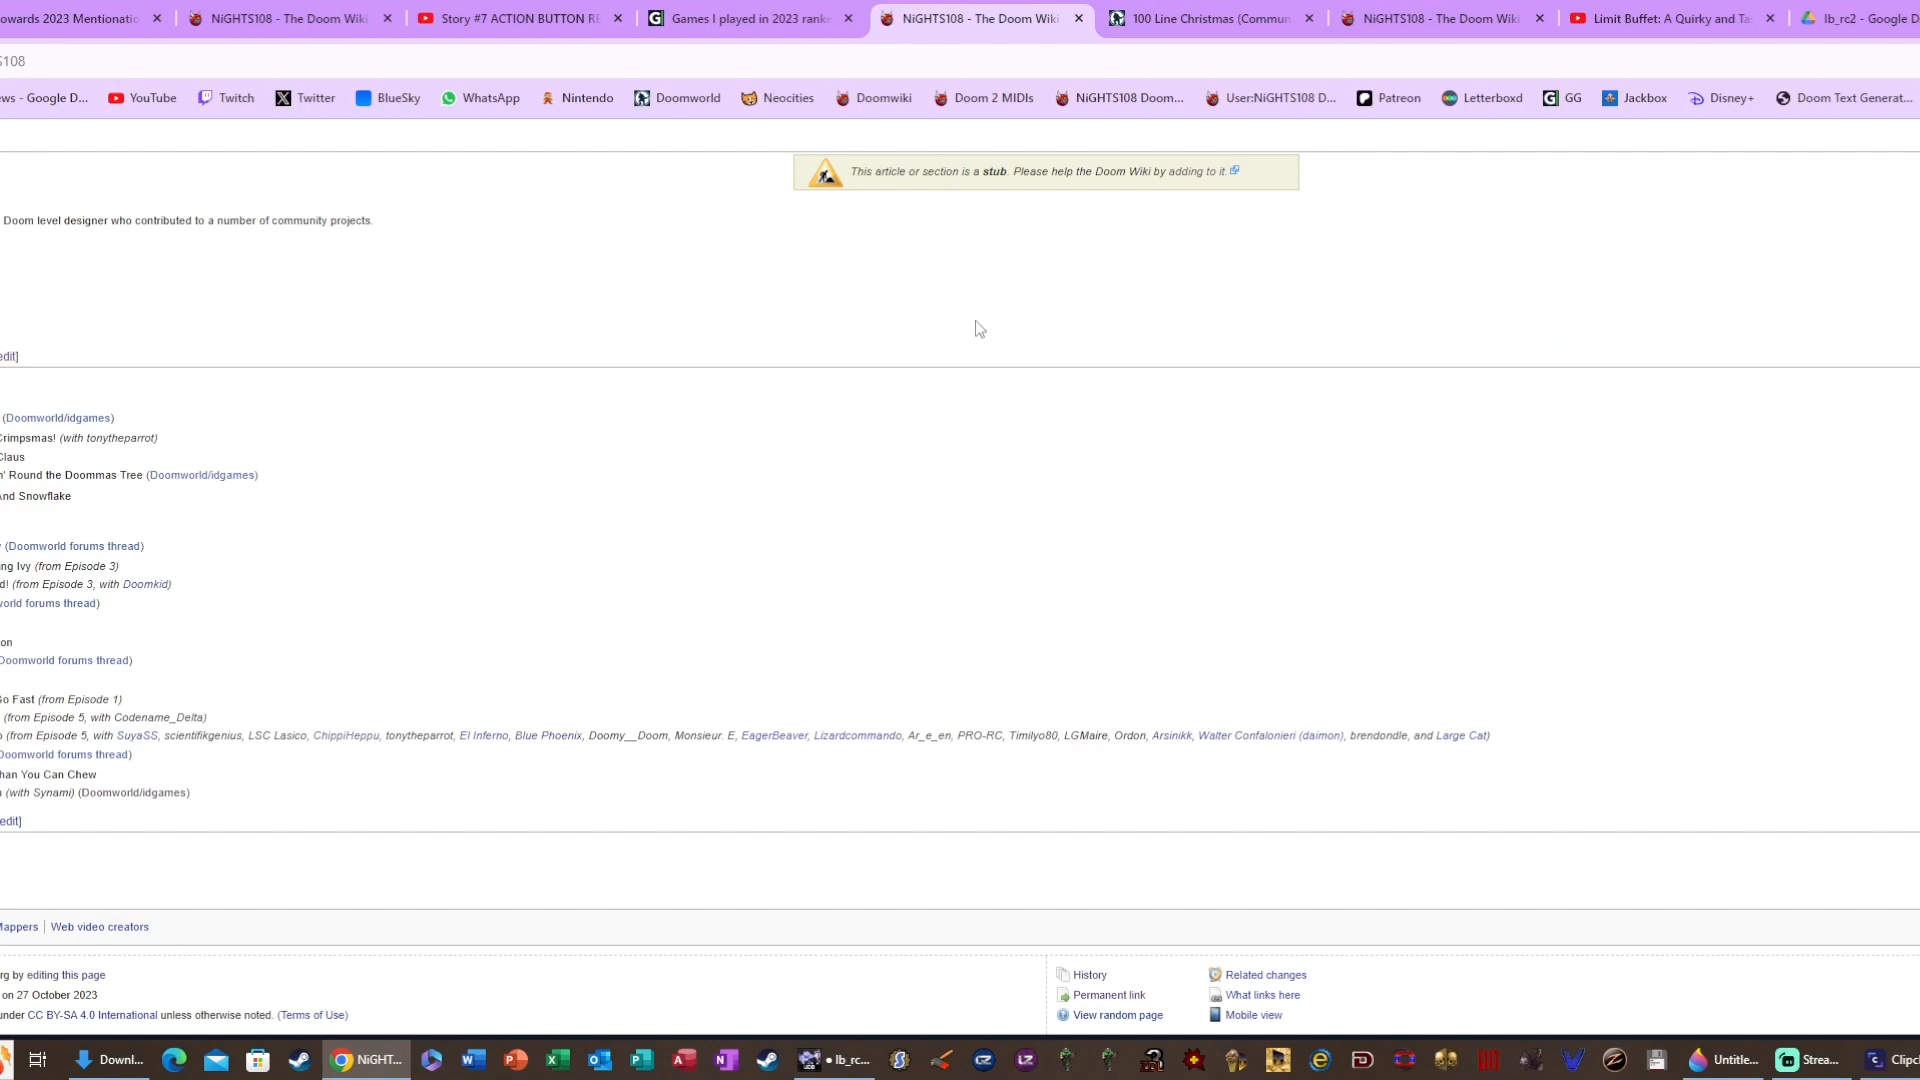 owards 2023 Mentionatio
NiGHTS108 - The Doom Wiki
Story #7 ACTION BUTTON RE
Games I played in 2023 ranke
NiGHTS108 - The Doom Wiki
100 Line Christmas (Commun
NiGHTS108 - The Doom Wiki
Limit Buffet: A Quirky and Ta
lb_rc2 - Google D
S108
ws - Google D...
YouTube
Twitch
Twitter
BlueSky
WhatsApp
Nintendo
Doomworld
Neocities
Doomwiki
Doom 2 MIDIs
NiGHTS108 Doom...
User:NiGHTS108 D...
Patreon
Letterboxd
GG
Jackbox
Disney+
Doom Text Generat...
This article or section is a stub. Please help the Doom Wiki by adding to it.
Doom level designer who contributed to a number of community projects.
edit]
(Doomworld/idgames)
Crimpsmas! (with tonytheparrot)
Claus
n' Round the Doommas Tree (Doomworld/idgames)
And Snowflake
(Doomworld forums thread)
ng Ivy (from Episode 3)
d! (from Episode 3, with Doomkid)
world forums thread)
on
Doomworld forums thread)
Go Fast (from Episode 1)
(from Episode 5, with Codename_Delta)
o (from Episode 5, with SuyaSS, scientifikgenius, LSC Lasico, ChippiHeppu, tonytheparrot, El Inferno, Blue Phoenix, Doomy__Doom, Monsieur. E, EagerBeaver, Lizardcommando, Ar_e_en, PRO-RC, Timilyo80, LGMaire, Ordon, Arsinikk, Walter Confalonieri (daimon), brendondle, and Large Cat)
Doomworld forums thread)
han You Can Chew
(with Synami) (Doomworld/idgames)
edit]
Mappers | Web video creators
rg by editing this page
on 27 October 2023
under CC BY-SA 4.0 International unless otherwise noted. (Terms of Use)
History
Related changes
Permanent link
What links here
View random page
Mobile view
Downl...
NiGHT...
• lb_rc...
Untitle...
Strea...
Clipch